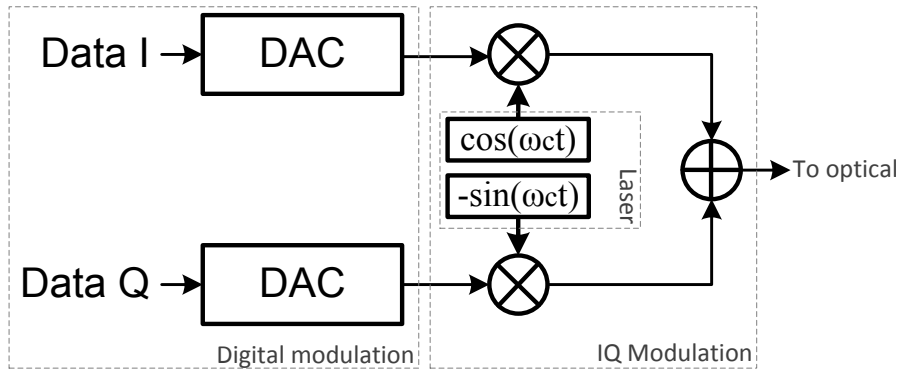 Data I
DAC
cos(ωct)
-sin(ωct)
Laser
To optical
Data Q
DAC
Digital modulation
IQ Modulation